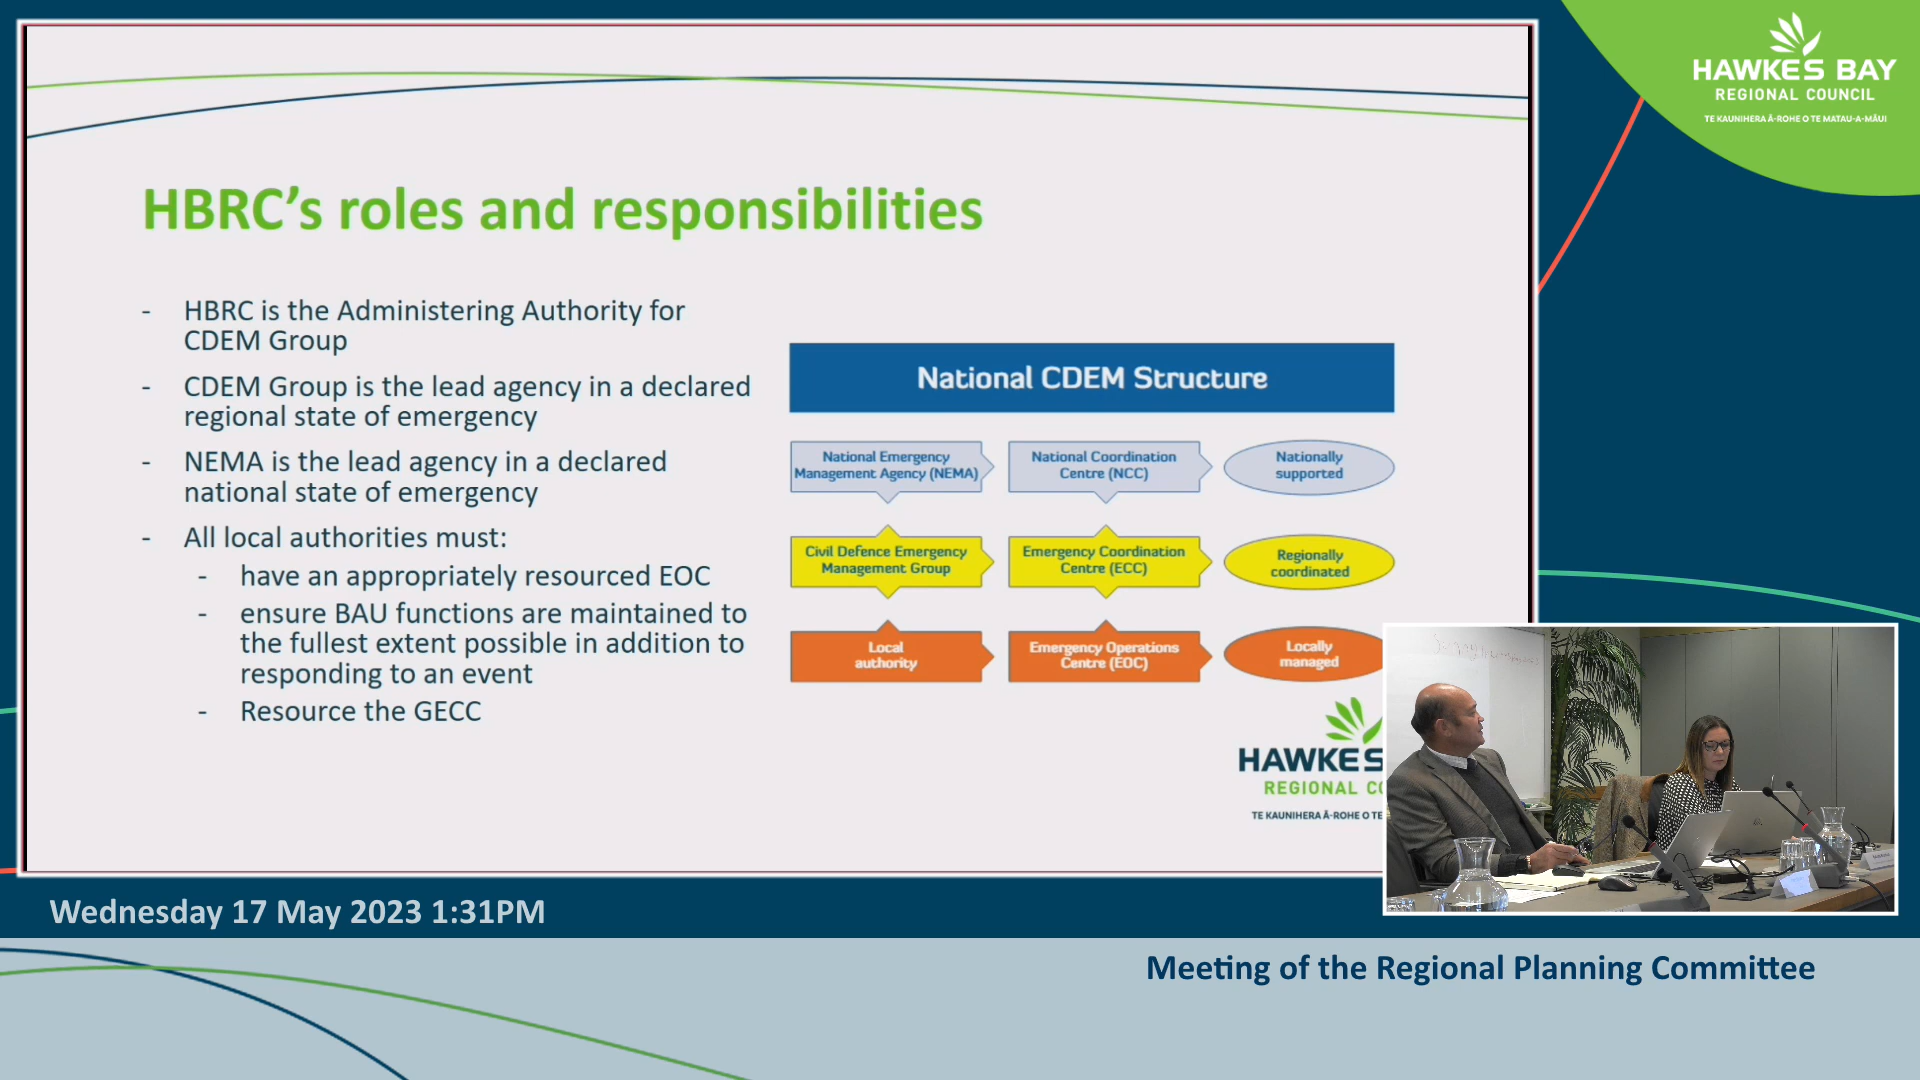 HAWKES BAY
REGIONAL COUNCIL
TE KAUNIHERA Ā-ROHE O TE MATAU-A-MĀUI
HBRC’s roles and responsibilities
- HBRC is the Administering Authority for
CDEM Group
- CDEM Group is the lead agency in a declared
regional state of emergency
- NEMA is the lead agency in a declared
national state of emergency
- All local authorities must:
- have an appropriately resourced EOC
- ensure BAU functions are maintained to
the fullest extent possible in addition to
responding to an event
- Resource the GECC
National CDEM Structure
National Emergency
Management Agency (NEMA)
National Coordination
Centre (NCC)
Nationally
supported
Civil Defence Emergency
Management Group
Emergency Coordination
Centre (ECC)
Regionally
coordinated
Local
authority
Emergency Operations
Centre (EOC)
Locally
managed
HAWKES
REGIONAL CO
TE KAUNIHERA Ā-ROHE O TE
Wednesday 17 May 2023 1:31PM
Meeting of the Regional Planning Committee